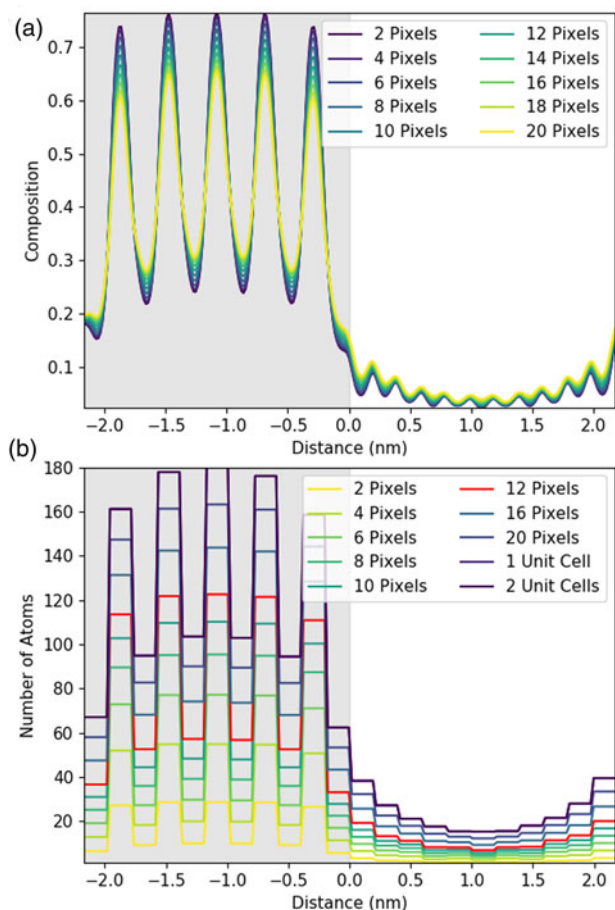 (a)
0.7
0.6
0.5
0.4
0.3
0.2
0.1
Composition
2 Pixels
4 Pixels
6 Pixels
8 Pixels
10 Pixels
12 Pixels
14 Pixels
16 Pixels
18 Pixels
20 Pixels
−2.0 −1.5 −1.0 −0.5 0.0 0.5 1.0 1.5 2.0
Distance (nm)
(b)
180
160
140
120
100
80
60
40
20
Number of Atoms
2 Pixels
4 Pixels
6 Pixels
8 Pixels
10 Pixels
12 Pixels
16 Pixels
20 Pixels
1 Unit Cell
2 Unit Cells
−2.0 −1.5 −1.0 −0.5 0.0 0.5 1.0 1.5 2.0
Distance (nm)